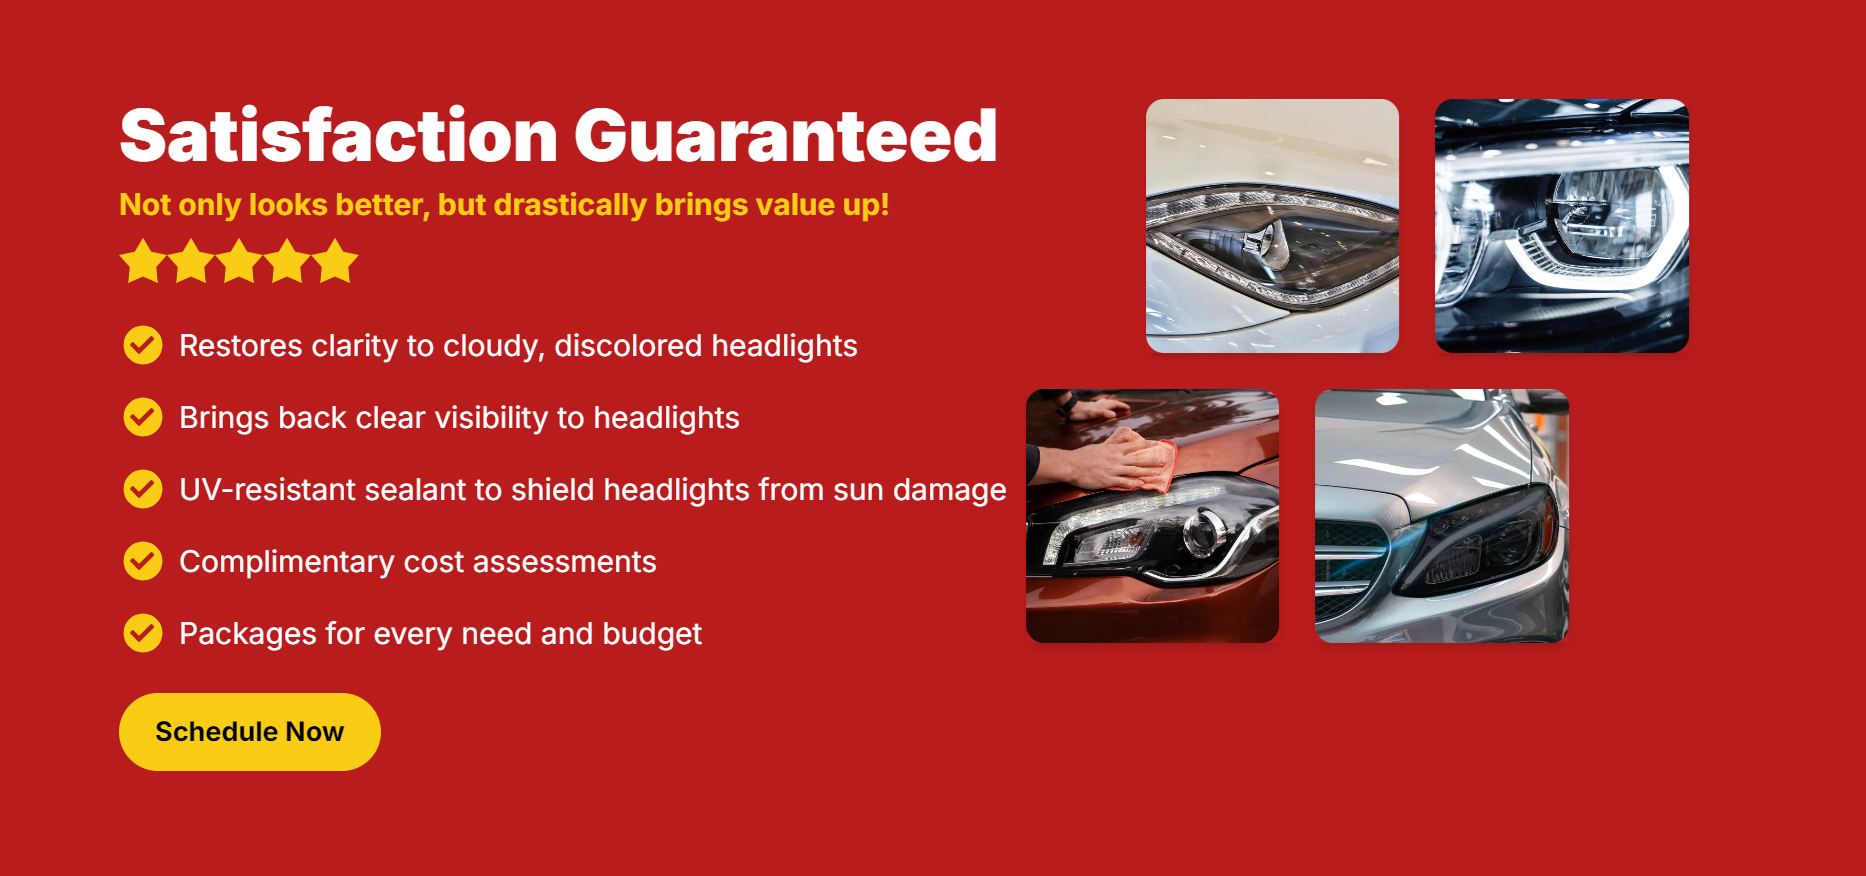 Satisfaction Guaranteed
Not only looks better, but drastically brings value up!
Restores clarity to cloudy, discolored headlights
Brings back clear visibility to headlights
UV-resistant sealant to shield headlights from sun damage
Complimentary cost assessments
Packages for every need and budget
Schedule Now